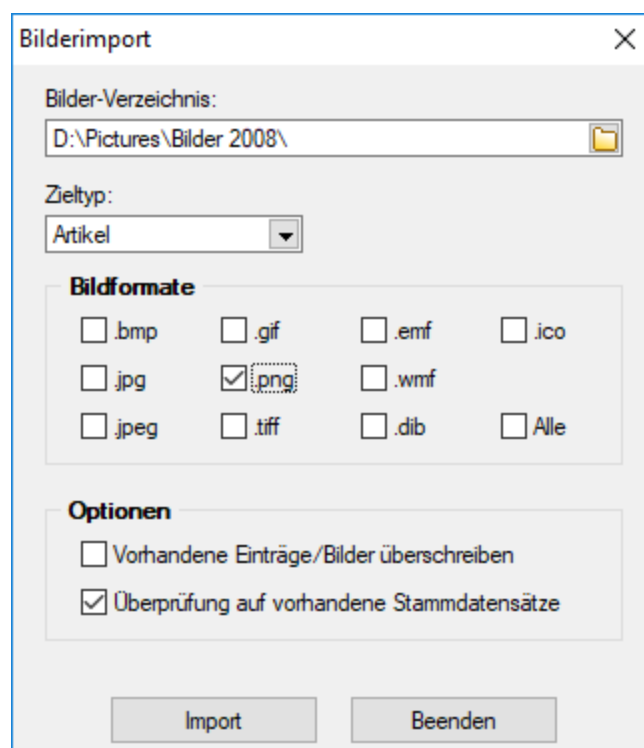 Bilderimport
Bilder-Verzeichnis:
D:\Pictures\Bilder 2008\
Zieltyp:
Artikel
Bildformate
.bmp .gif .emf .ico
.jpg .png .wmf
.jpeg .tiff .dib Alle
Optionen
Vorhandene Einträge/Bilder überschreiben
Überprüfung auf vorhandene Stammdatensätze
Import Beenden